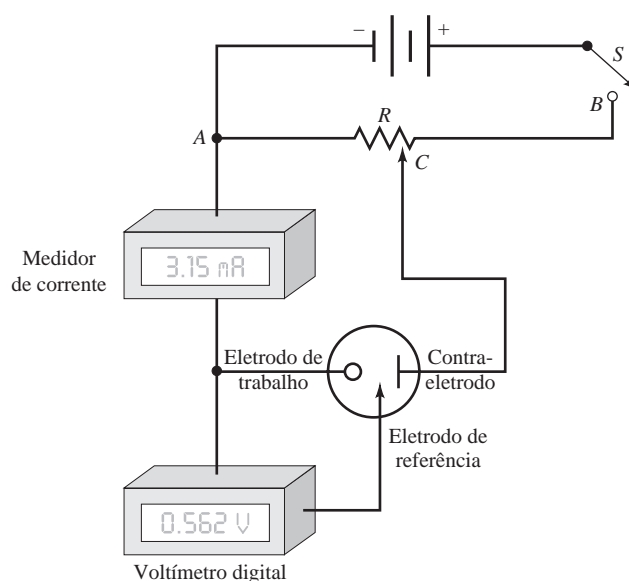 − +
S
B
R
A
C
Medidor
de corrente
3.15 mA
Eletrodo de
trabalho
Contra-
eletrodo
Eletrodo de
referência
0.562 V
Voltímetro digital